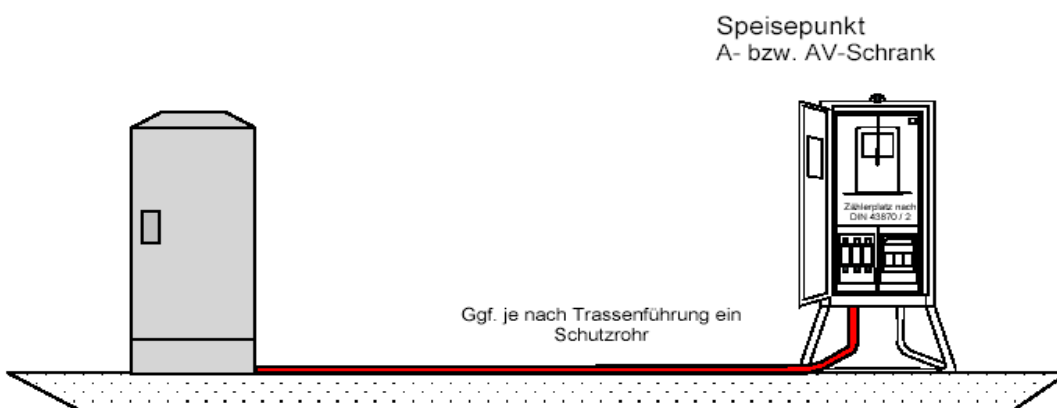 Speisepunkt
A- bzw. AV-Schrank
Zählerplatz nach
DIN 43870 / 2
Ggf. je nach Trassenführung ein
Schutzrohr